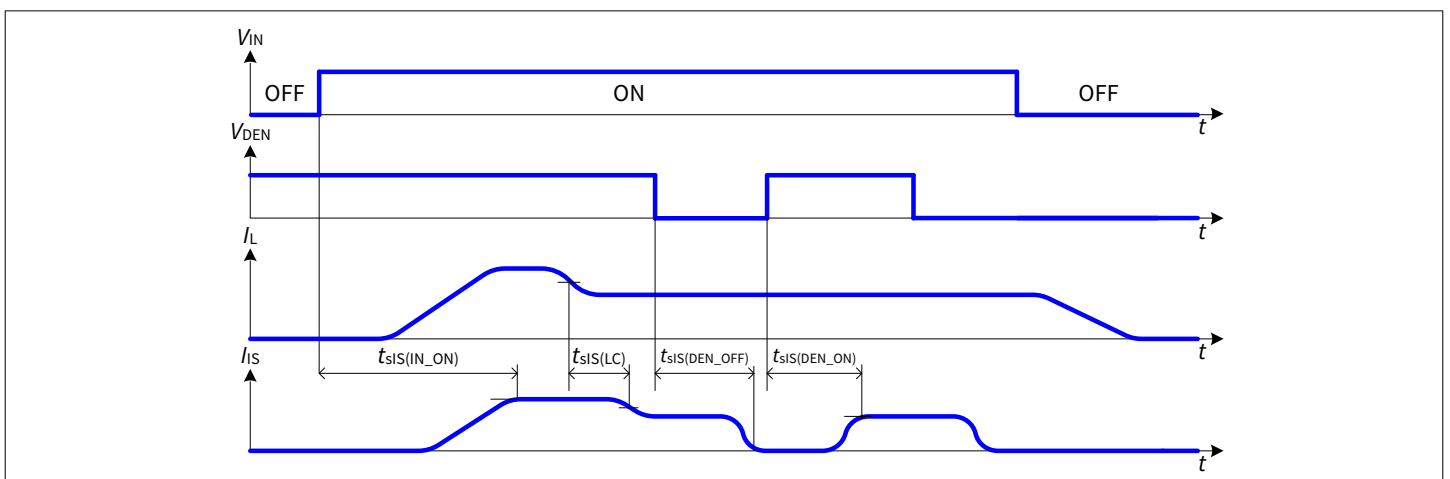 VIN
OFF ON OFF
t
VDEN
t
IL
t
IIS
tsIS(IN_ON) tsIS(LC) tsIS(DEN_OFF) tsIS(DEN_ON)
t